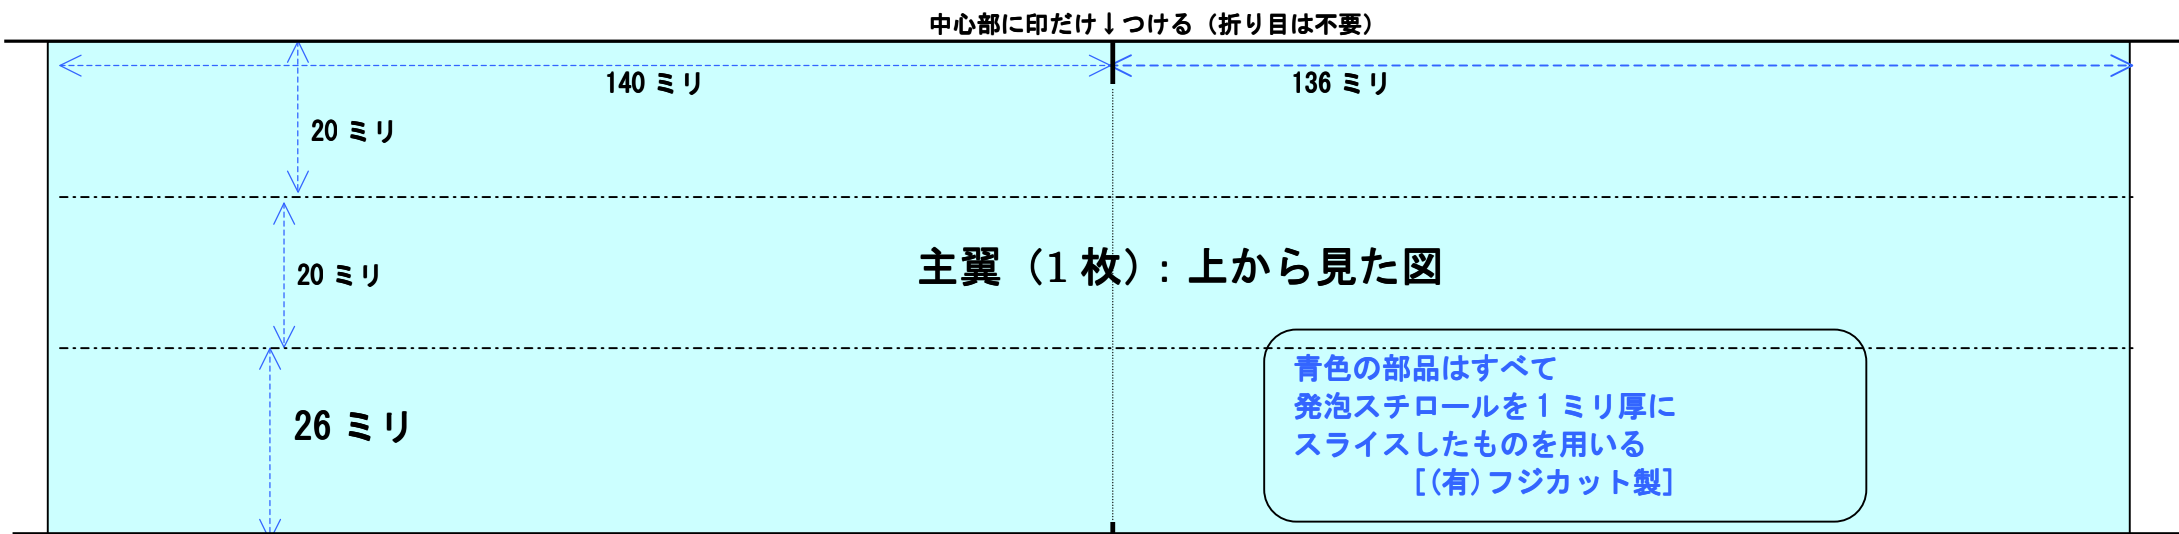 中心部に印だけ↓つける（折り目は不要）
140 ミリ
136 ミリ
20 ミリ
20 ミリ
主翼（1 枚）: 上から見た図
青色の部品はすべて
発泡スチロールを 1 ミリ厚に
スライスしたものを用いる
[(有)フジカット製]
26 ミリ